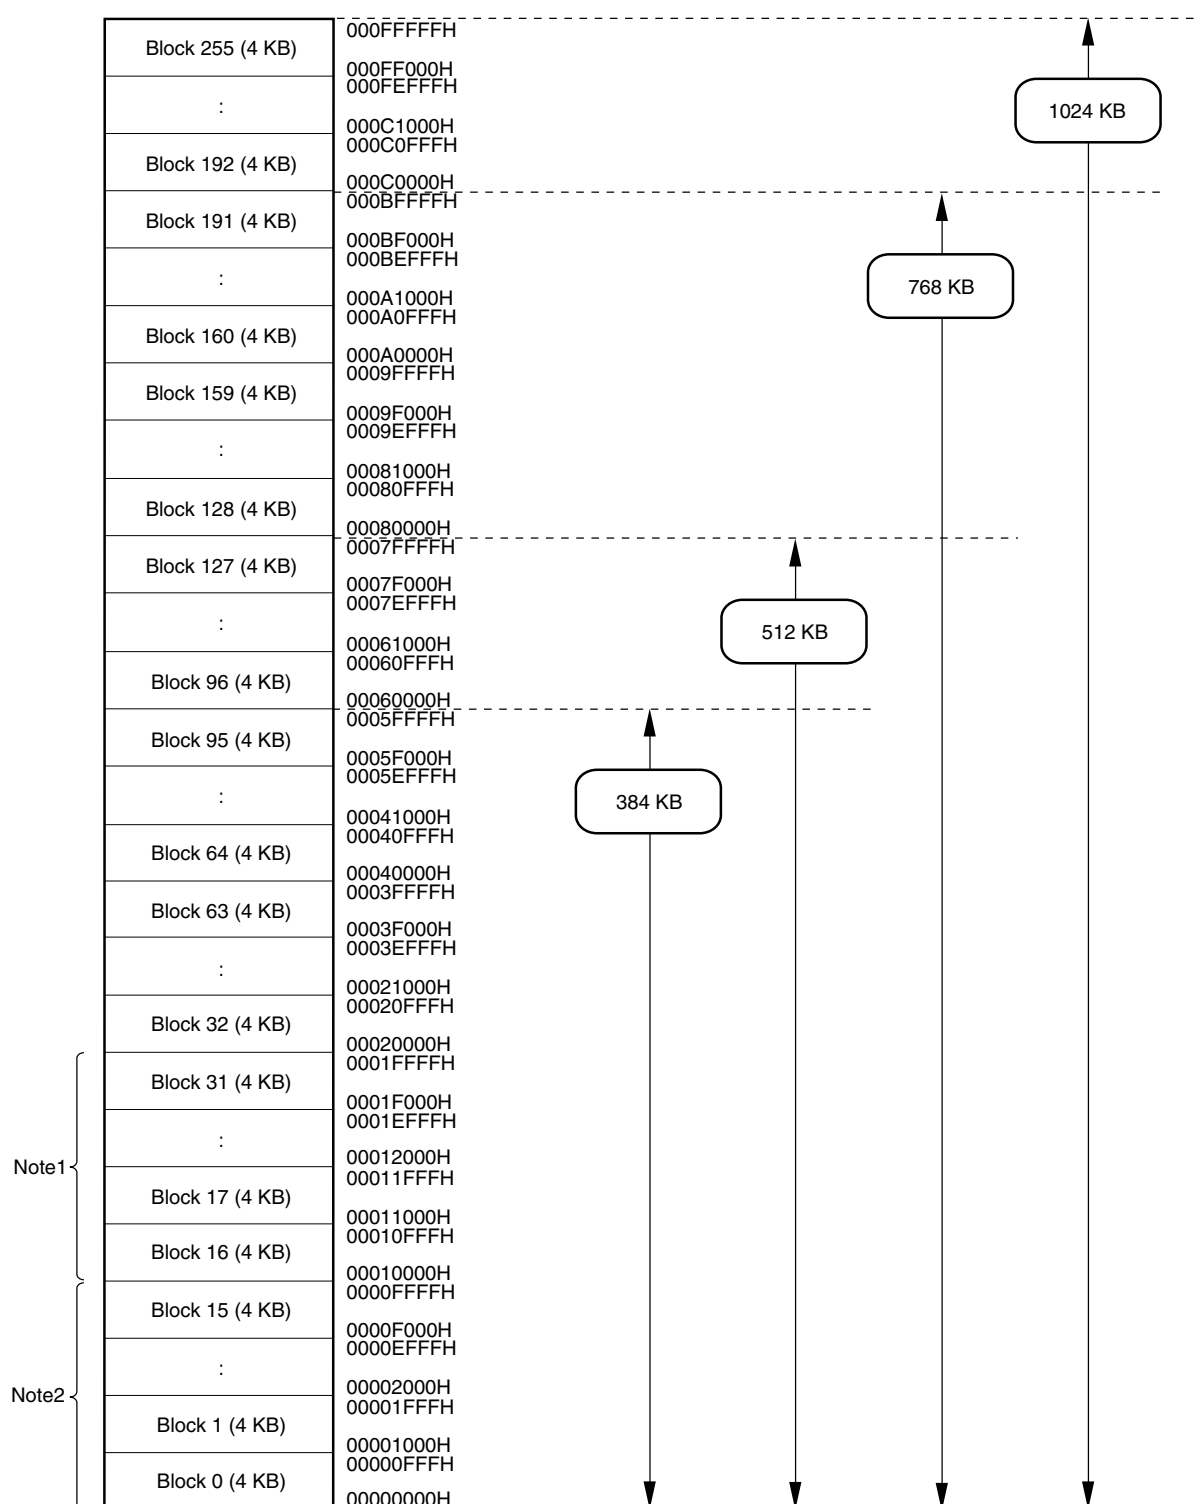 000FFFFFH
Block 255 (4 KB)
000FF000H
000FEFFFH
:
1024 KB
000C1000H
000C0FFFH
Block 192 (4 KB)
000C0000H
000BFFFFH
Block 191 (4 KB)
000BF000H
000BEFFFH
:
768 KB
000A1000H
000A0FFFH
Block 160 (4 KB)
000A0000H
0009FFFFH
Block 159 (4 KB)
0009F000H
0009EFFFH
:
00081000H
00080FFFH
Block 128 (4 KB)
00080000H
0007FFFFH
Block 127 (4 KB)
0007F000H
0007EFFFH
:
512 KB
00061000H
00060FFFH
Block 96 (4 KB)
00060000H
0005FFFFH
Block 95 (4 KB)
0005F000H
0005EFFFH
:
384 KB
00041000H
00040FFFH
Block 64 (4 KB)
00040000H
0003FFFFH
Block 63 (4 KB)
0003F000H
0003EFFFH
:
00021000H
00020FFFH
Block 32 (4 KB)
00020000H
0001FFFFH
Block 31 (4 KB)
0001F000H
0001EFFFH
:
Note1
00012000H
00011FFFH
Block 17 (4 KB)
00011000H
00010FFFH
Block 16 (4 KB)
00010000H
0000FFFFH
Block 15 (4 KB)
0000F000H
0000EFFFH
:
Note2
00002000H
00001FFFH
Block 1 (4 KB)
00001000H
00000FFFH
Block 0 (4 KB)
00000000H